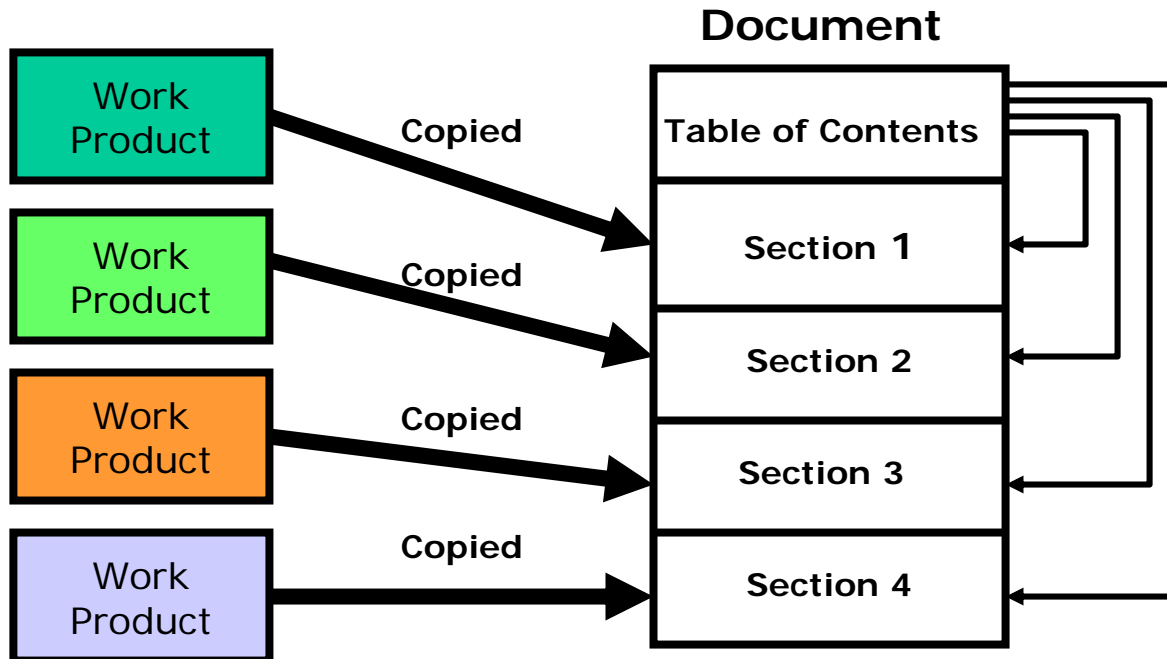 Document
Work
Product
Copied
Table of Contents
Section 1
Work
Product
Copied
Section 2
Work
Product
Copied
Section 3
Work
Product
Copied
Section 4